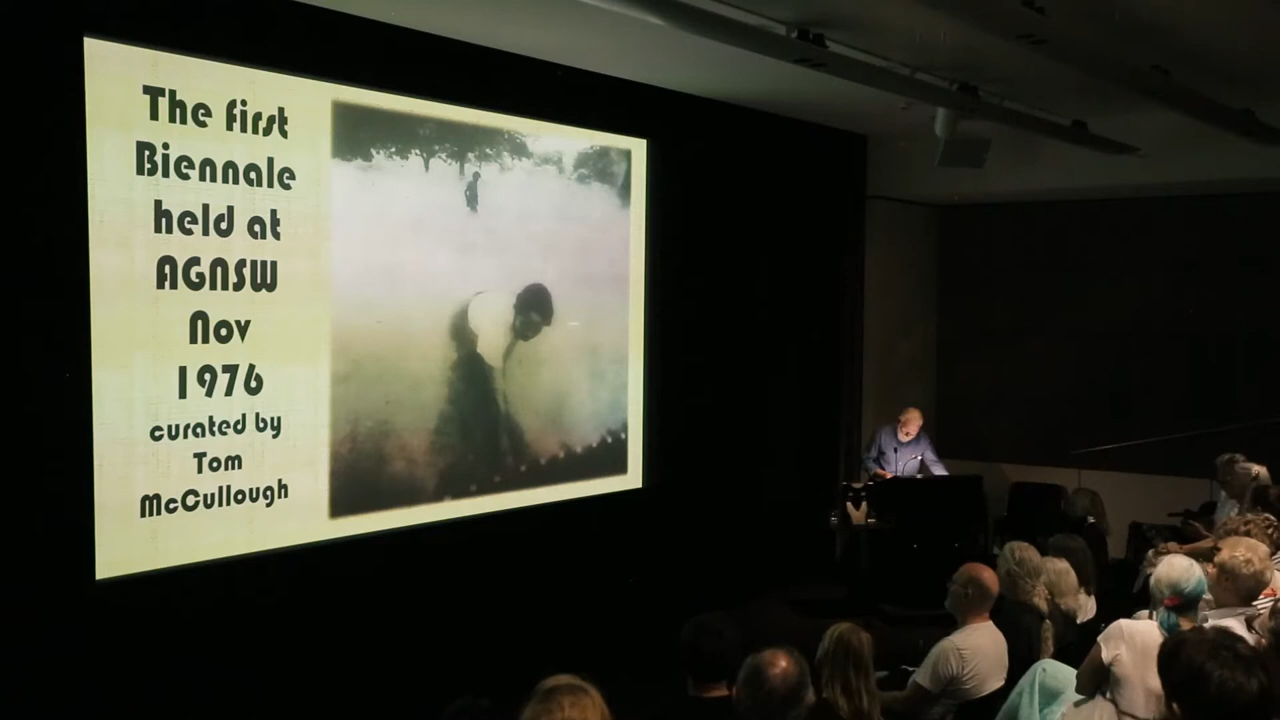 The first
Biennale
held at
AGNSW
Nov
1976
curated by
Tom
McCullough